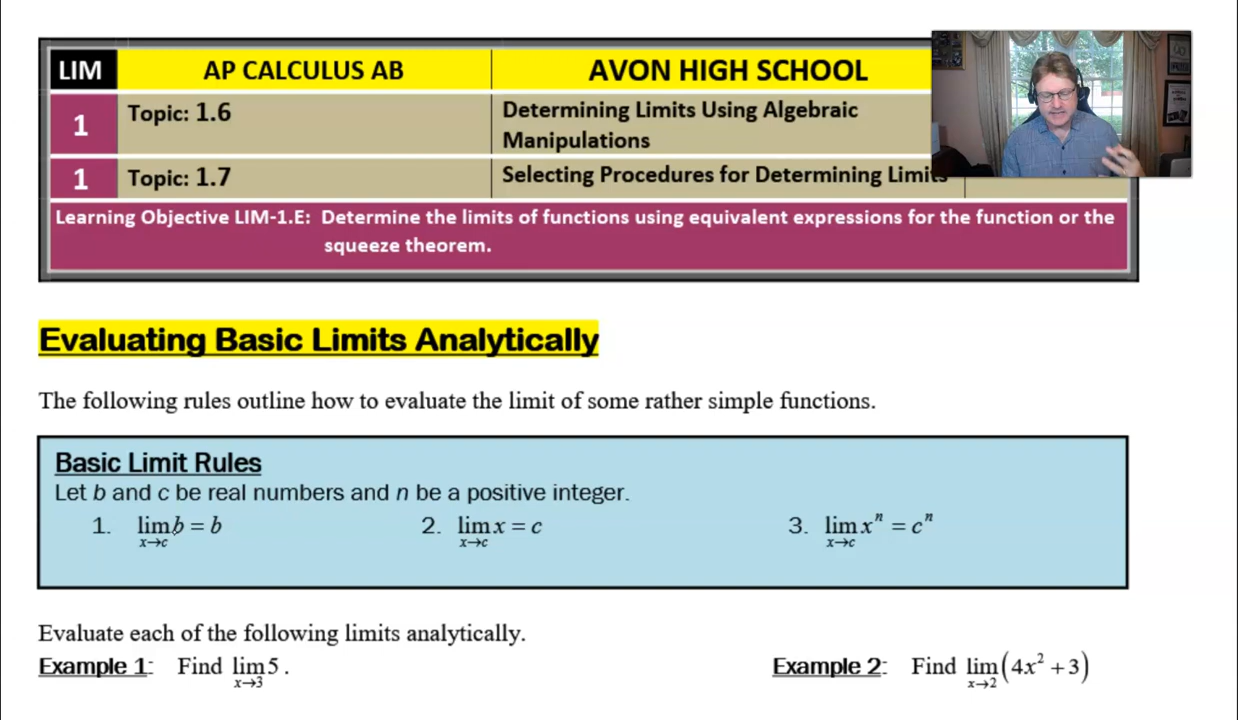 LIM AP CALCULUS AB AVON HIGH SCHOOL
1 Topic: 1.6 Determining Limits Using Algebraic
Manipulations
1 Topic: 1.7 Selecting Procedures for Determining Limits
Learning Objective LIM-1.E: Determine the limits of functions using equivalent expressions for the function or the
squeeze theorem.
Evaluating Basic Limits Analytically
The following rules outline how to evaluate the limit of some rather simple functions.
Basic Limit Rules
Let b and c be real numbers and n be a positive integer.
1. lim x→c b = b 2. lim x→c x = c 3. lim x→c xⁿ = cⁿ
Evaluate each of the following limits analytically.
Example 1: Find lim x→3 5 . Example 2: Find lim x→2 (4x² + 3)